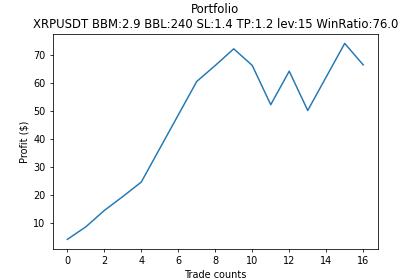 Portfolio
XRPUSDT BBM:2.9 BBL:240 SL:1.4 TP:1.2 lev:15 WinRatio:76.0
70
60
50
40
30
20
10
Profit ($)
0 2 4 6 8 10 12 14 16
Trade counts